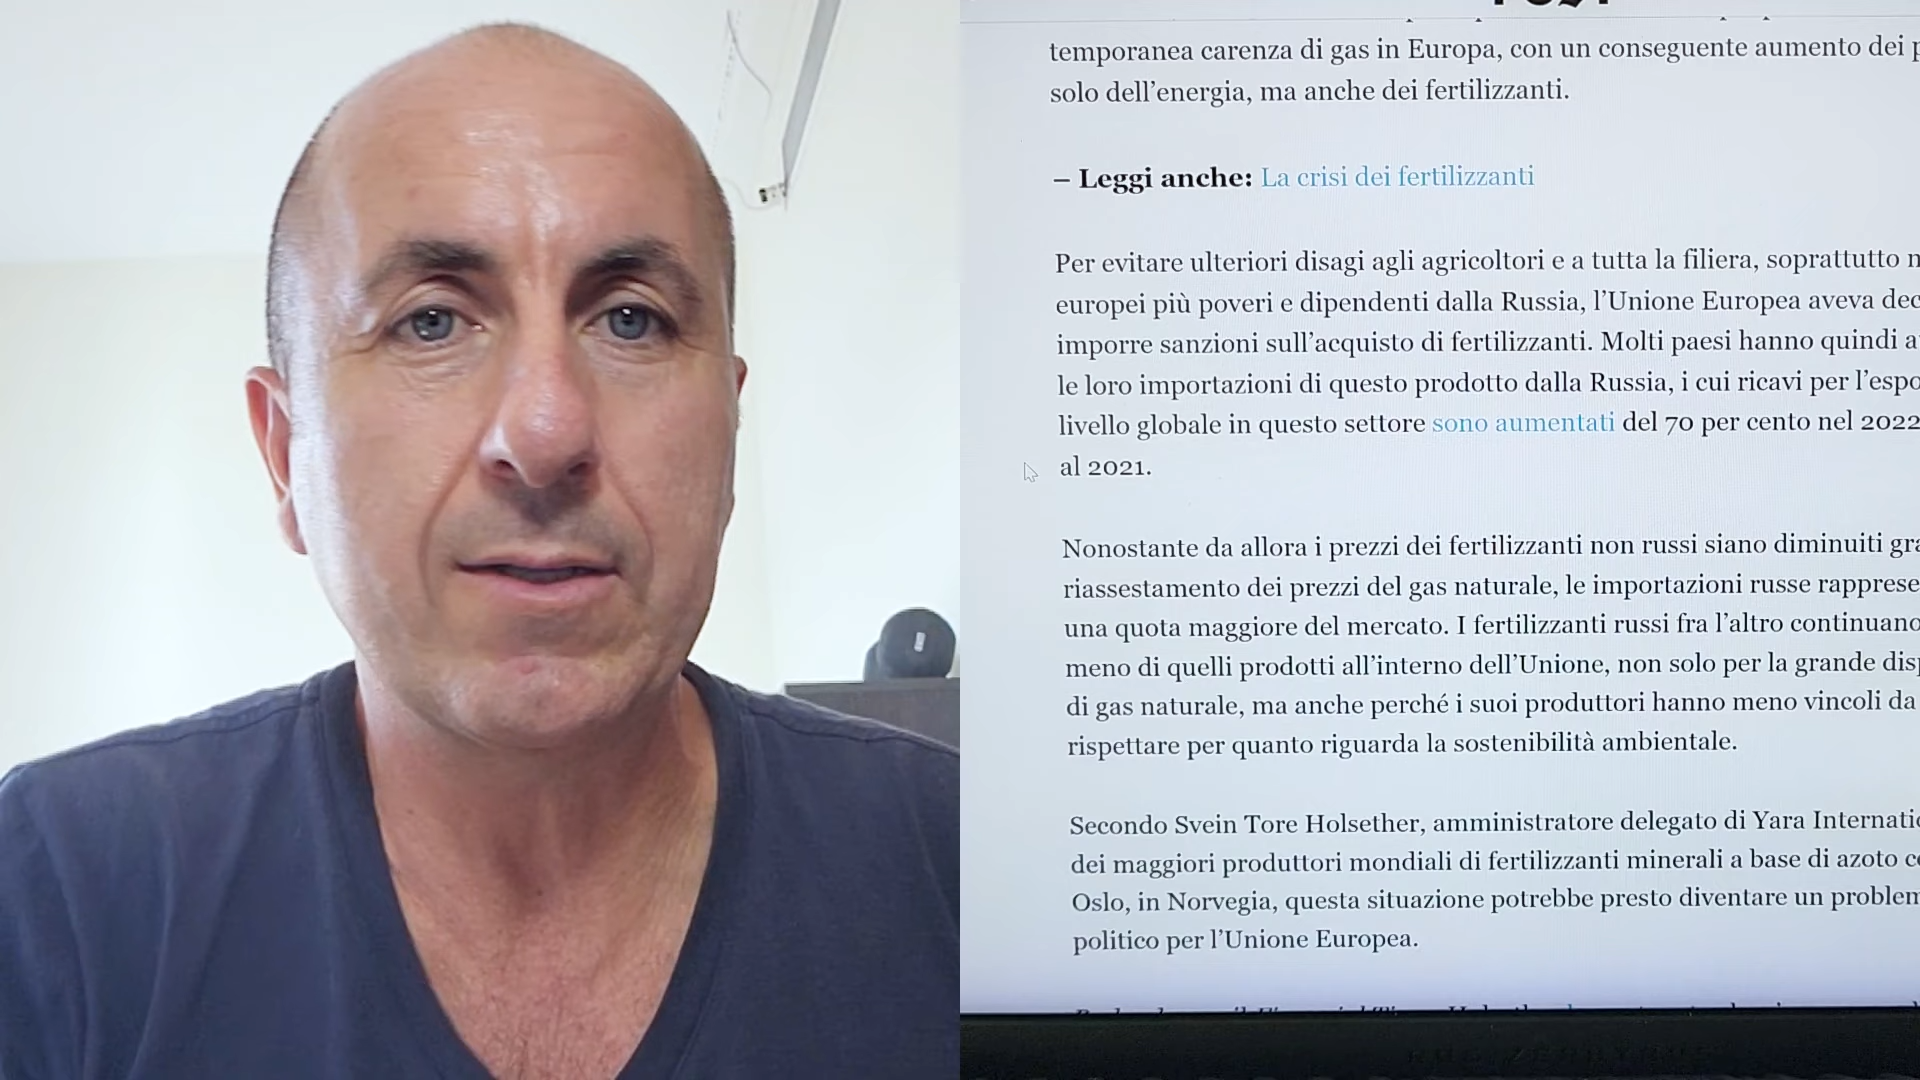 temporanea carenza di gas in Europa, con un conseguente aumento dei
solo dell'energia, ma anche dei fertilizzanti.
– Leggi anche: La crisi dei fertilizzanti
Per evitare ulteriori disagi agli agricoltori e a tutta la filiera, soprattutto
europei più poveri e dipendenti dalla Russia, l'Unione Europea aveva
imporre sanzioni sull'acquisto di fertilizzanti. Molti paesi hanno quindi
le loro importazioni di questo prodotto dalla Russia, i cui ricavi per
livello globale in questo settore sono aumentati del 70 per cento nel 2022
al 2021.
Nonostante da allora i prezzi dei fertilizzanti non russi siano diminuiti
riassestamento dei prezzi del gas naturale, le importazioni russe
una quota maggiore del mercato. I fertilizzanti russi fra l'altro continuano
meno di quelli prodotti all'interno dell'Unione, non solo per la grande
di gas naturale, ma anche perché i suoi produttori hanno meno vincoli da
rispettare per quanto riguarda la sostenibilità ambientale.
Secondo Svein Tore Holsether, amministratore delegato di Yara
dei maggiori produttori mondiali di fertilizzanti minerali a base di azoto
Oslo, in Norvegia, questa situazione potrebbe presto diventare un
politico per l'Unione Europea.